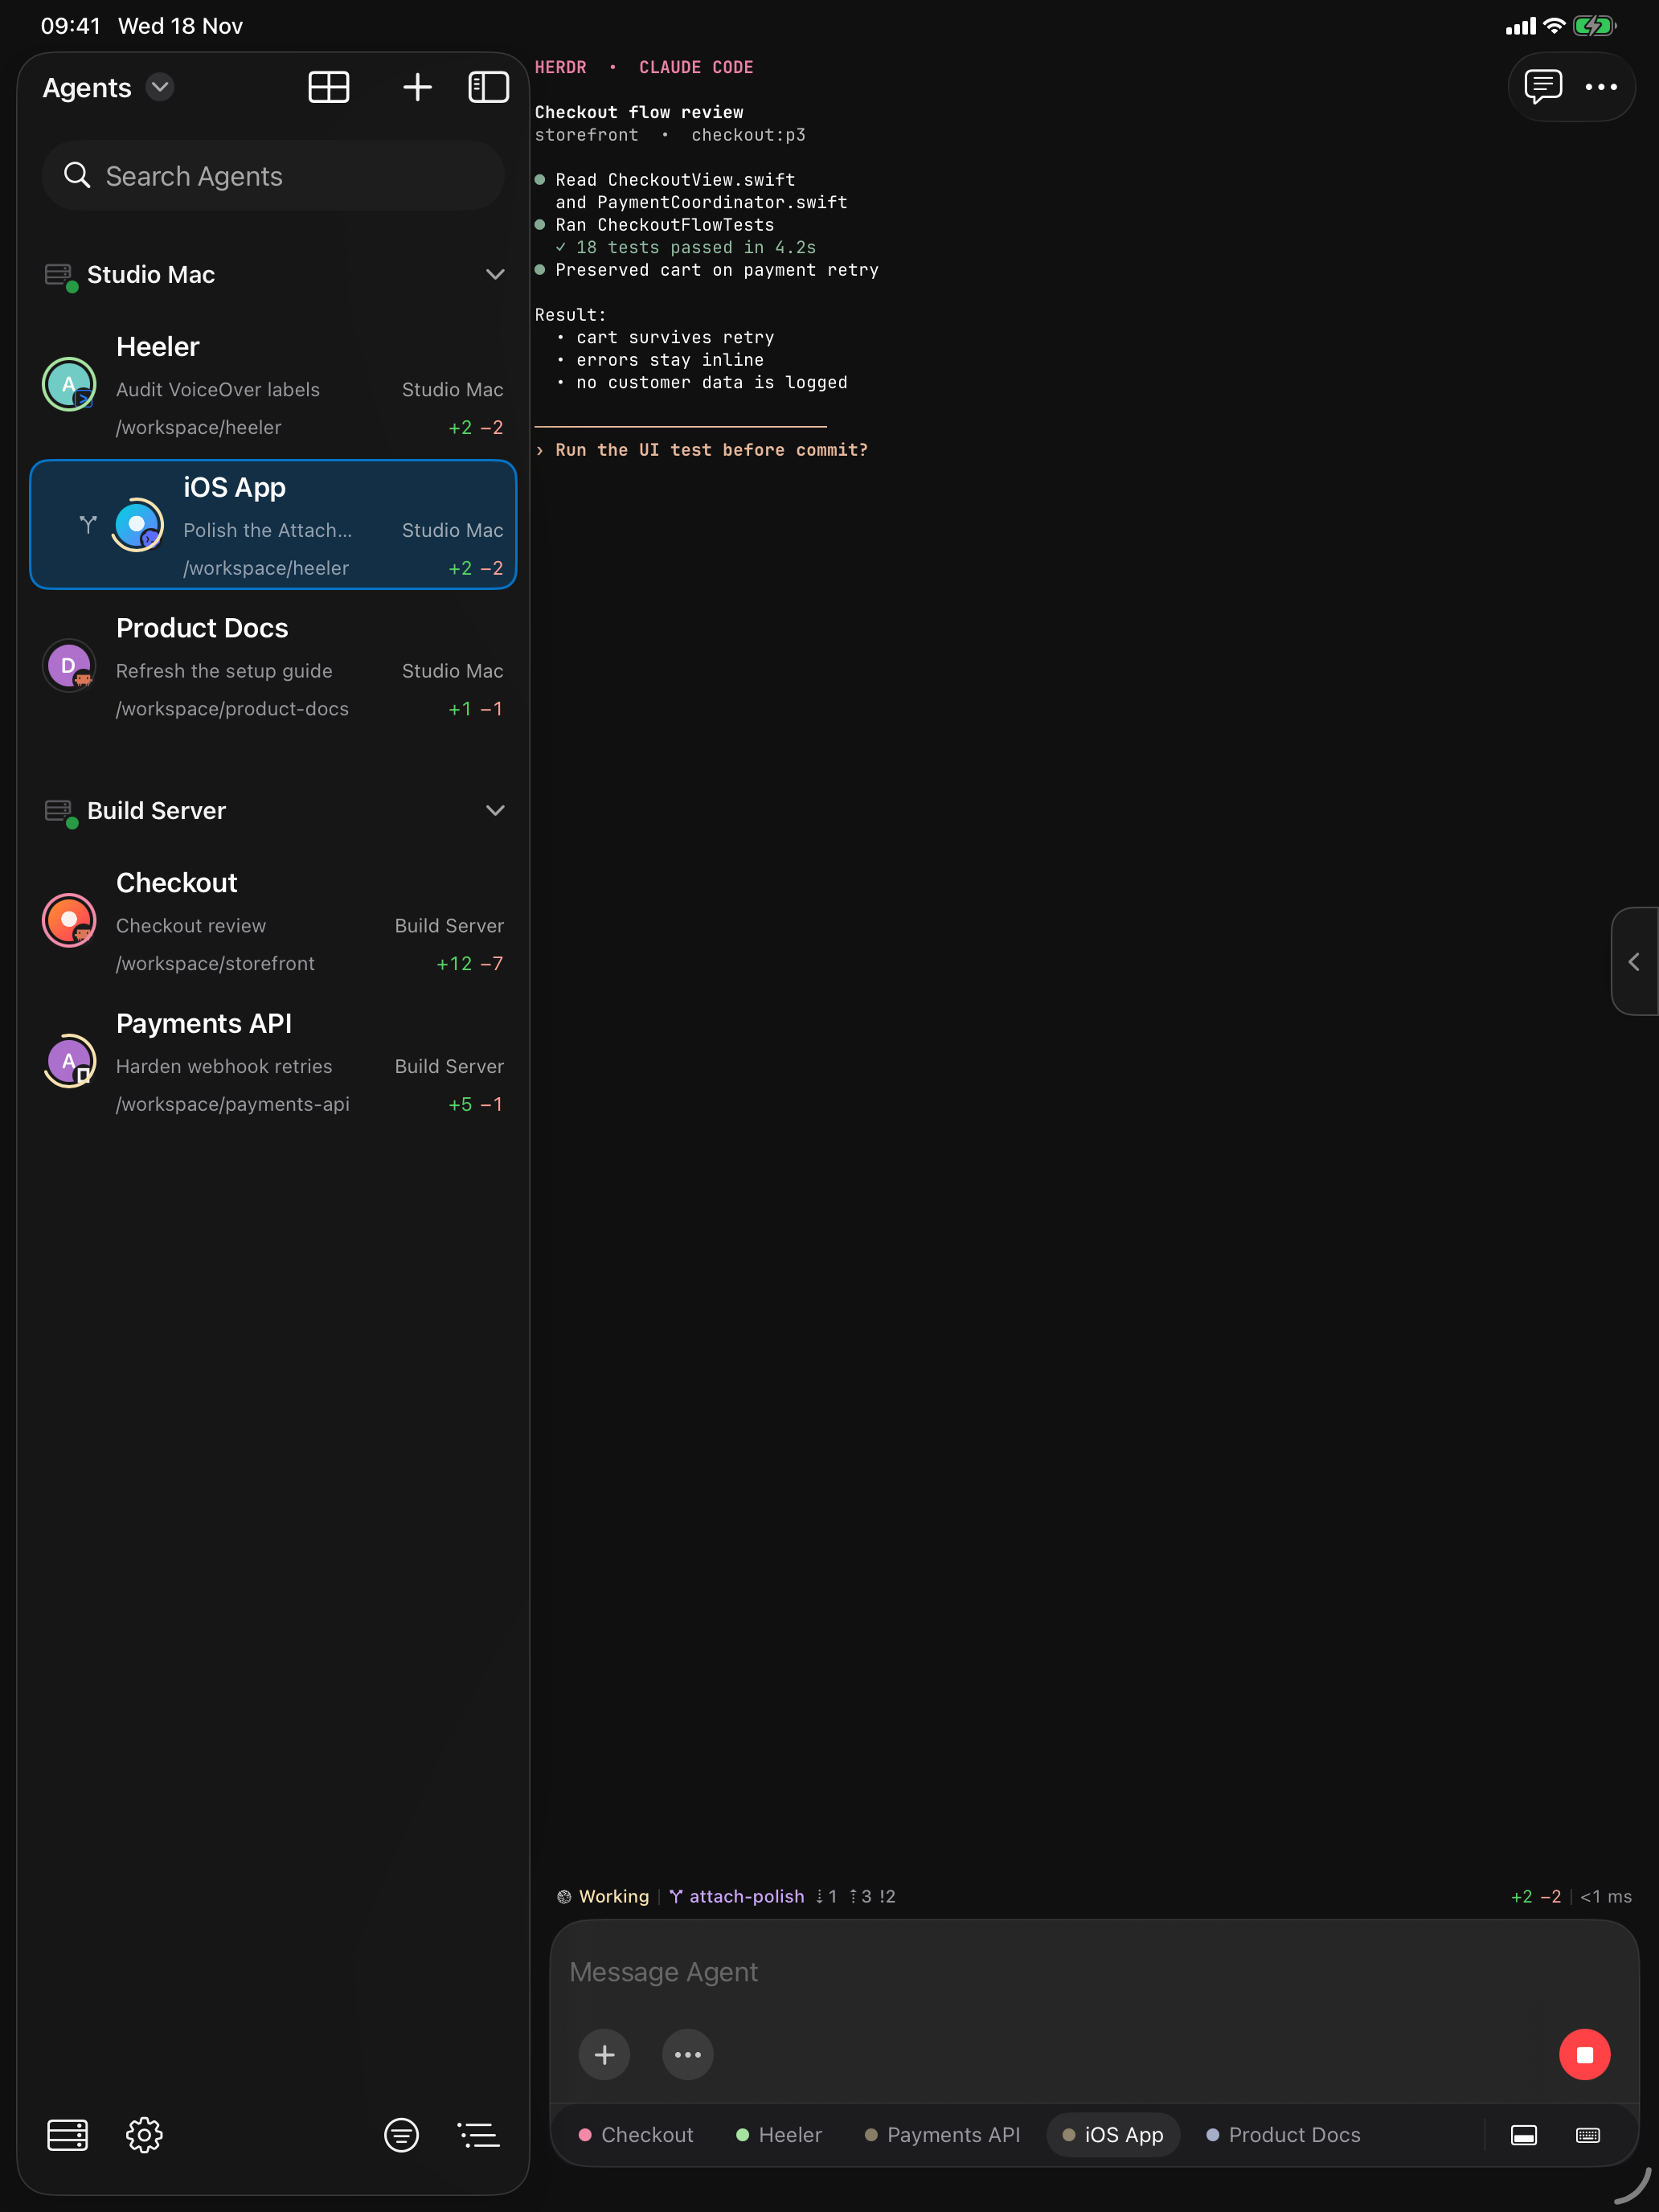 09:41 Wed 18 Nov
Agents
Search Agents
Studio Mac
Heeler
A
Audit VoiceOver labels Studio Mac
/workspace/heeler +2 −2
iOS App
Polish the Attach... Studio Mac
/workspace/heeler +2 −2
Product Docs
D
Refresh the setup guide Studio Mac
/workspace/product-docs +1 −1
Build Server
Checkout
Checkout review Build Server
/workspace/storefront +12 −7
Payments API
A
Harden webhook retries Build Server
/workspace/payments-api +5 −1
HERDR • CLAUDE CODE
Checkout flow review
storefront • checkout:p3
● Read CheckoutView.swift
and PaymentCoordinator.swift
● Ran CheckoutFlowTests
✓ 18 tests passed in 4.2s
● Preserved cart on payment retry
Result:
• cart survives retry
• errors stay inline
• no customer data is logged
› Run the UI test before commit?
Working attach-polish ⇣1 ⇡3 !2 +2 −2 <1 ms
Message Agent
Checkout Heeler Payments API iOS App Product Docs